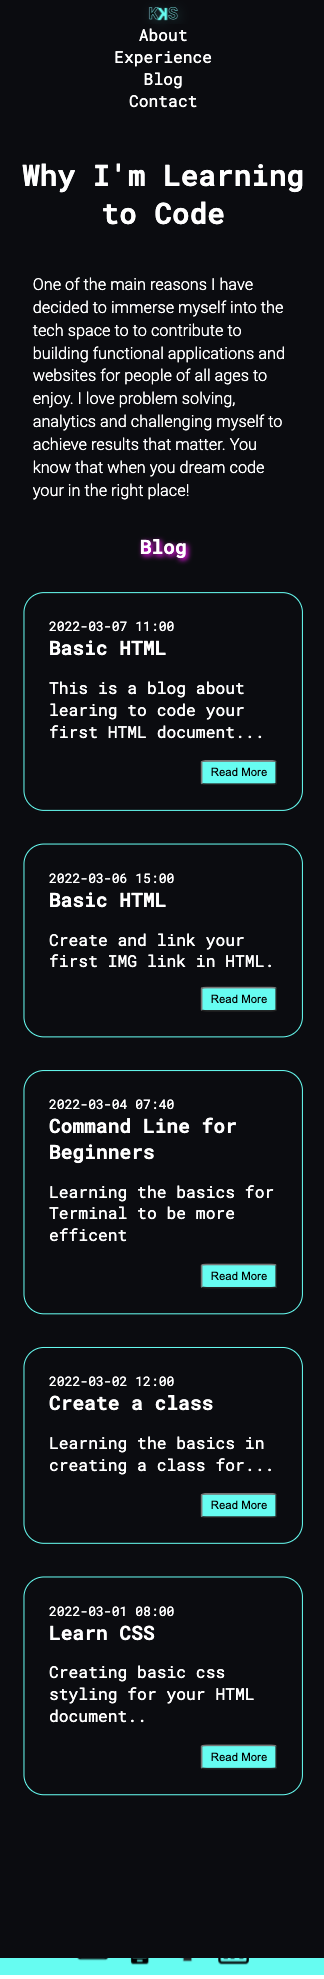 KKS
About
Experience
Blog
Contact
Why I'm Learning
to Code
One of the main reasons I have
decided to immerse myself into the
tech space to to contribute to
building functional applications and
websites for people of all ages to
enjoy. I love problem solving,
analytics and challenging myself to
achieve results that matter. You
know that when you dream code
your in the right place!
Blog
2022-03-07 11:00
Basic HTML
This is a blog about
learing to code your
first HTML document...
Read More
2022-03-06 15:00
Basic HTML
Create and link your
first IMG link in HTML.
Read More
2022-03-04 07:40
Command Line for
Beginners
Learning the basics for
Terminal to be more
efficent
Read More
2022-03-02 12:00
Create a class
Learning the basics in
creating a class for...
Read More
2022-03-01 08:00
Learn CSS
Creating basic css
styling for your HTML
document..
Read More